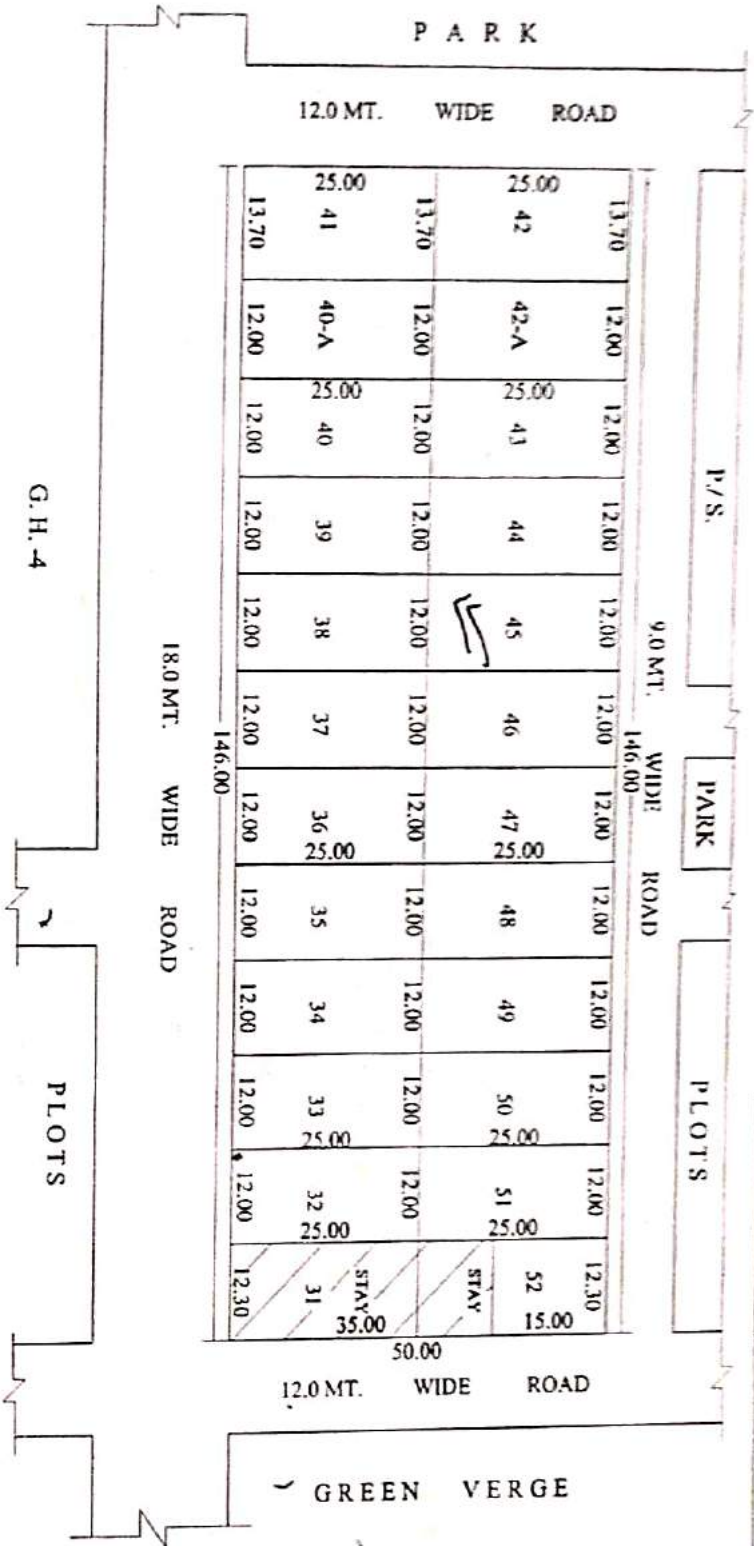 PARK
12.0 MT. WIDE ROAD
25.00 25.00
13.70 41 13.70 42 13.70
12.00 40-A 12.00 42-A 12.00
25.00 25.00
12.00 40 12.00 43 12.00
12.00 39 12.00 44 12.00
12.00 38 12.00 45 12.00
12.00 37 12.00 46 12.00
12.00 36 12.00 47 12.00
25.00 25.00
12.00 35 12.00 48 12.00
12.00 34 12.00 49 12.00
12.00 33 12.00 50 12.00
25.00 25.00
12.00 32 12.00 51 12.00
25.00 25.00
12.30 31 STAY STAY 52 12.30
35.00 15.00
50.00
12.0 MT. WIDE ROAD
GREEN VERGE
P./S.
PARK
PLOTS
9.0 MT. WIDE ROAD
146.00
146.00
18.0 MT. WIDE ROAD
G.H.-4
PLOTS